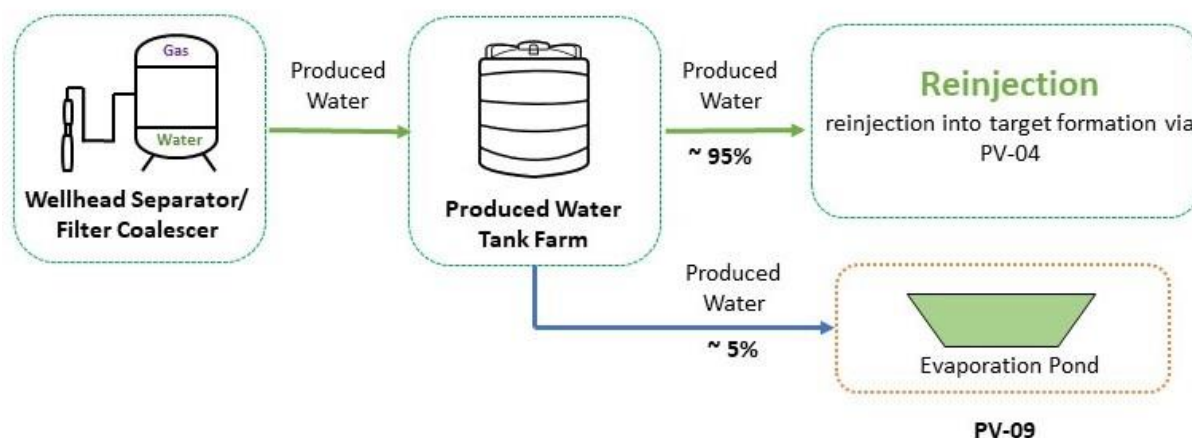 Gas
Water
Wellhead Separator/
Filter Coalescer
Produced
Water
Produced Water
Tank Farm
Produced
Water
~ 95%
Reinjection
reinjection into target formation via
PV-04
Produced
Water
~ 5%
Evaporation Pond
PV-09